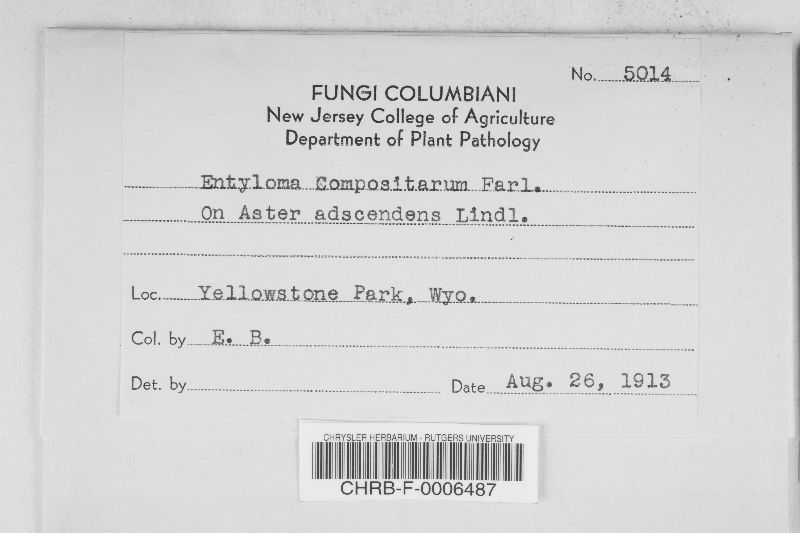 No. 5014
FUNGI COLUMBIANI
New Jersey College of Agriculture
Department of Plant Pathology
Entyloma Compositarum Farl.
On Aster adscendens Lindl.
Loc. Yellowstone Park, Wyo.
Col. by E. B.
Det. by Date Aug. 26, 1913
CHRYSLER HERBARIUM - RUTGERS UNIVERSITY
CHRB-F-0006487